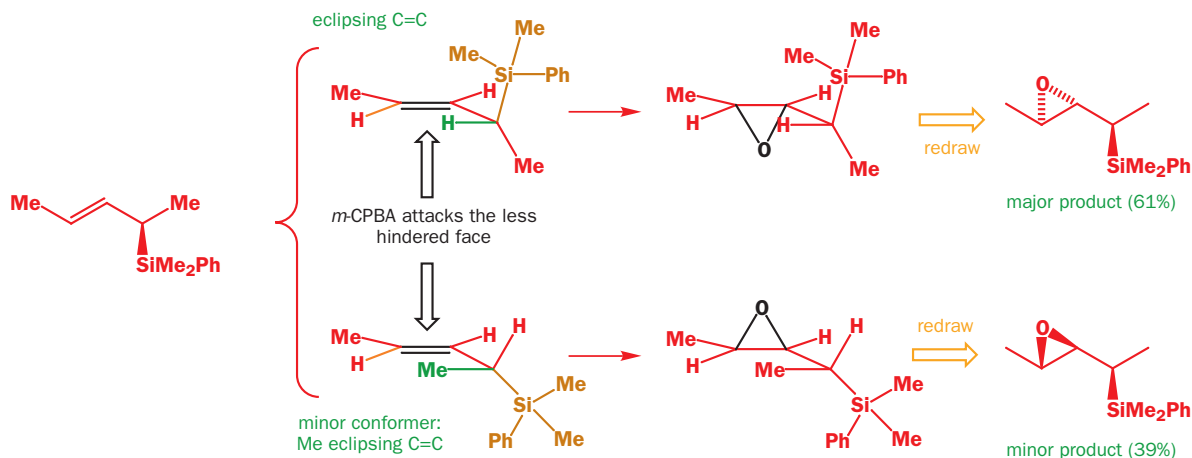 eclipsing C=C
Me
Me
Si
Ph
Me
H
H
H
Me
Me
Me
Si
Ph
Me
H
H
H
O
Me
O
SiMe2Ph
redraw
major product (61%)
m-CPBA attacks the less
hindered face
Me
Me
SiMe2Ph
Me
H
H
H
Me
Si
Me
Ph
Me
minor conformer:
Me eclipsing C=C
O
Me
H
H
H
Me
Si
Me
Ph
Me
redraw
O
SiMe2Ph
minor product (39%)